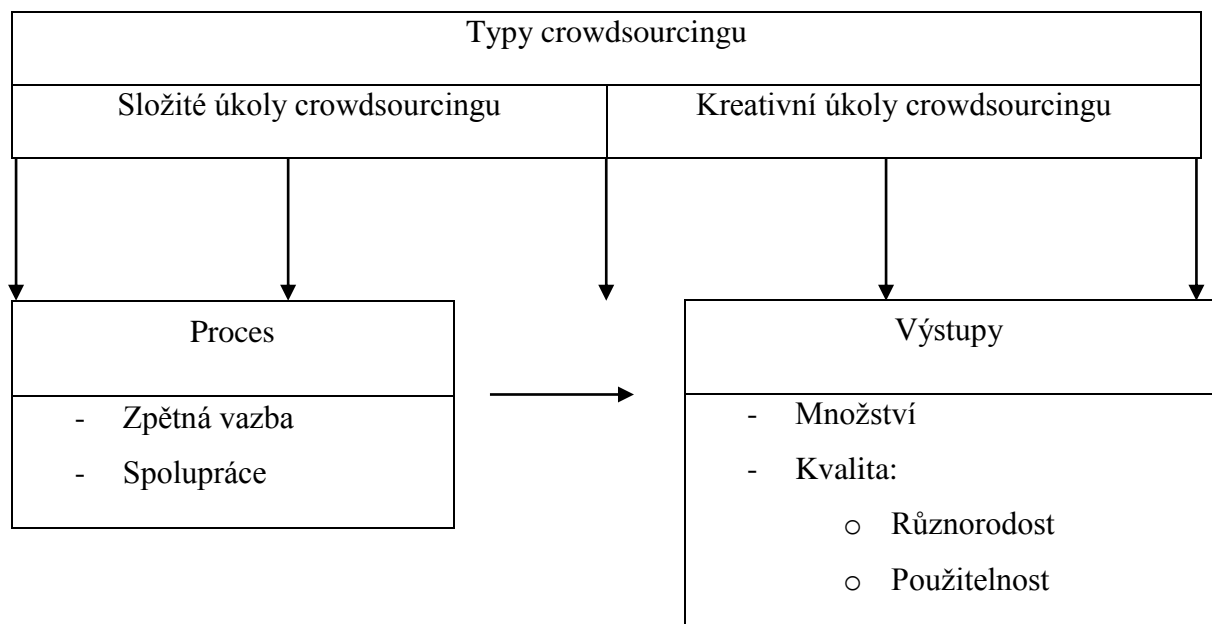 Typy crowdsourcingu
Složité úkoly crowdsourcingu
Kreativní úkoly crowdsourcingu
Proces
- Zpětná vazba
- Spolupráce
Výstupy
- Množství
- Kvalita:
o Různorodost
o Použitelnost